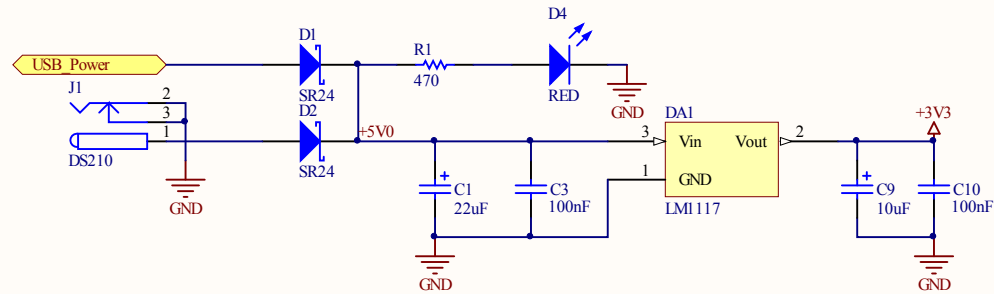 D1
D4
R1
USB_Power
470
SR24
RED
GND
J1
2
3
1
DS210
D2
SR24
+5V0
GND
DA1
3
Vin
Vout
2
1
GND
LM1117
+3V3
C1
22uF
C3
100nF
C9
10uF
C10
100nF
+
+
GND
GND